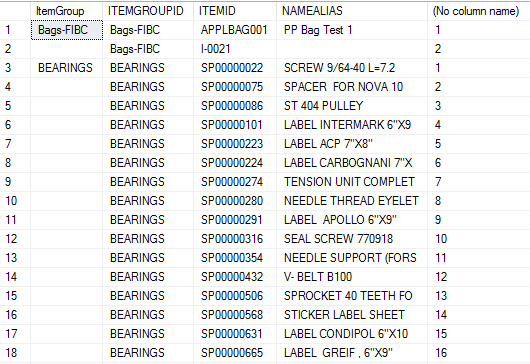 ItemGroup ITEMGROUPID ITEMID NAMEALIAS (No column name)
1 Bags-FIBC Bags-FIBC APPLBAG001 PP Bag Test 1 1
2 Bags-FIBC I-0021 2
3 BEARINGS BEARINGS SP00000022 SCREW 9/64-40 L=7.2 1
4 BEARINGS SP00000075 SPACER FOR NOVA 10 2
5 BEARINGS SP00000086 ST 404 PULLEY 3
6 BEARINGS SP00000101 LABEL INTERMARK 6"X9 4
7 BEARINGS SP00000223 LABEL ACP 7"X8" 5
8 BEARINGS SP00000224 LABEL CARBOGNANI 7"X 6
9 BEARINGS SP00000274 TENSION UNIT COMPLET 7
10 BEARINGS SP00000280 NEEDLE THREAD EYELET 8
11 BEARINGS SP00000291 LABEL APOLLO 6"X9" 9
12 BEARINGS SP00000316 SEAL SCREW 770918 10
13 BEARINGS SP00000354 NEEDLE SUPPORT (FORS 11
14 BEARINGS SP00000432 V- BELT B100 12
15 BEARINGS SP00000506 SPROCKET 40 TEETH FO 13
16 BEARINGS SP00000568 STICKER LABEL SHEET 14
17 BEARINGS SP00000631 LABEL CONDIPOL 6"X10 15
18 BEARINGS SP00000665 LABEL GREIF , 6"X9" 16